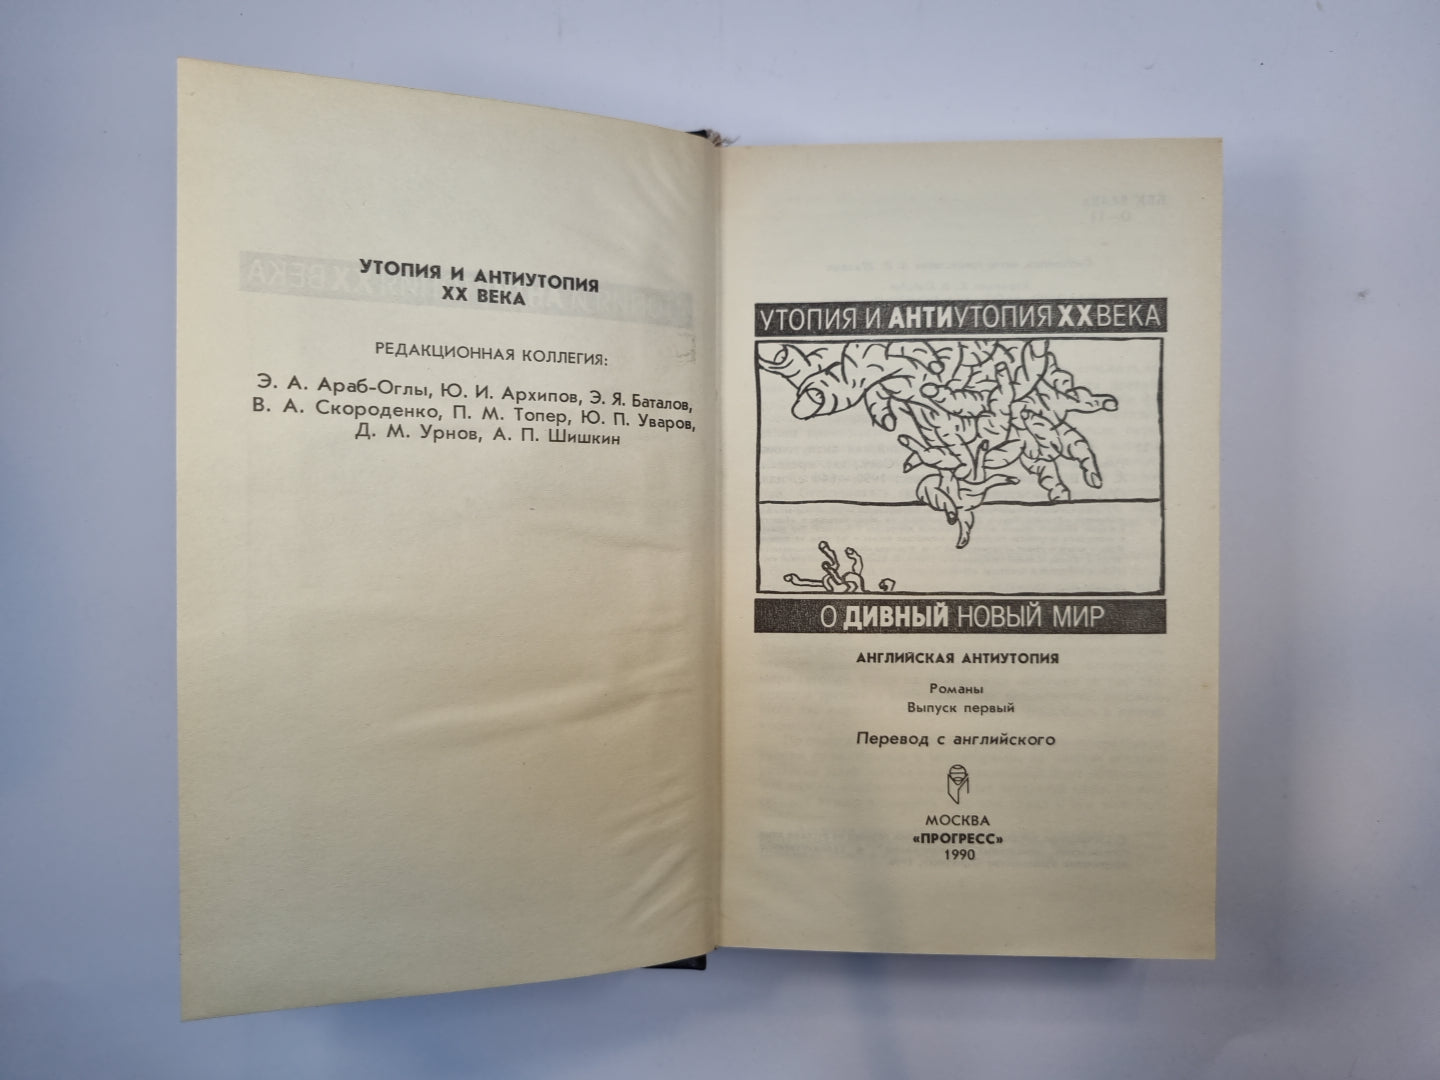 УТОПИЯ И АНТИУТОПИЯ
XX ВЕКА
РЕДАКЦИОННАЯ КОЛЛЕГИЯ:
Э. А. Араб-Оглы, Ю. И. Архипов, Э. Я. Баталов,
В. А. Скороденко, П. М. Топер, Ю. П. Уваров,
Д. М. Урнов, А. П. Шишкин
УТОПИЯ И АНТИУТОПИЯ XX ВЕКА
О ДИВНЫЙ НОВЫЙ МИР
АНГЛИЙСКАЯ АНТИУТОПИЯ
Романы
Выпуск первый
Перевод с английского
МОСКВА
«ПРОГРЕСС»
1990